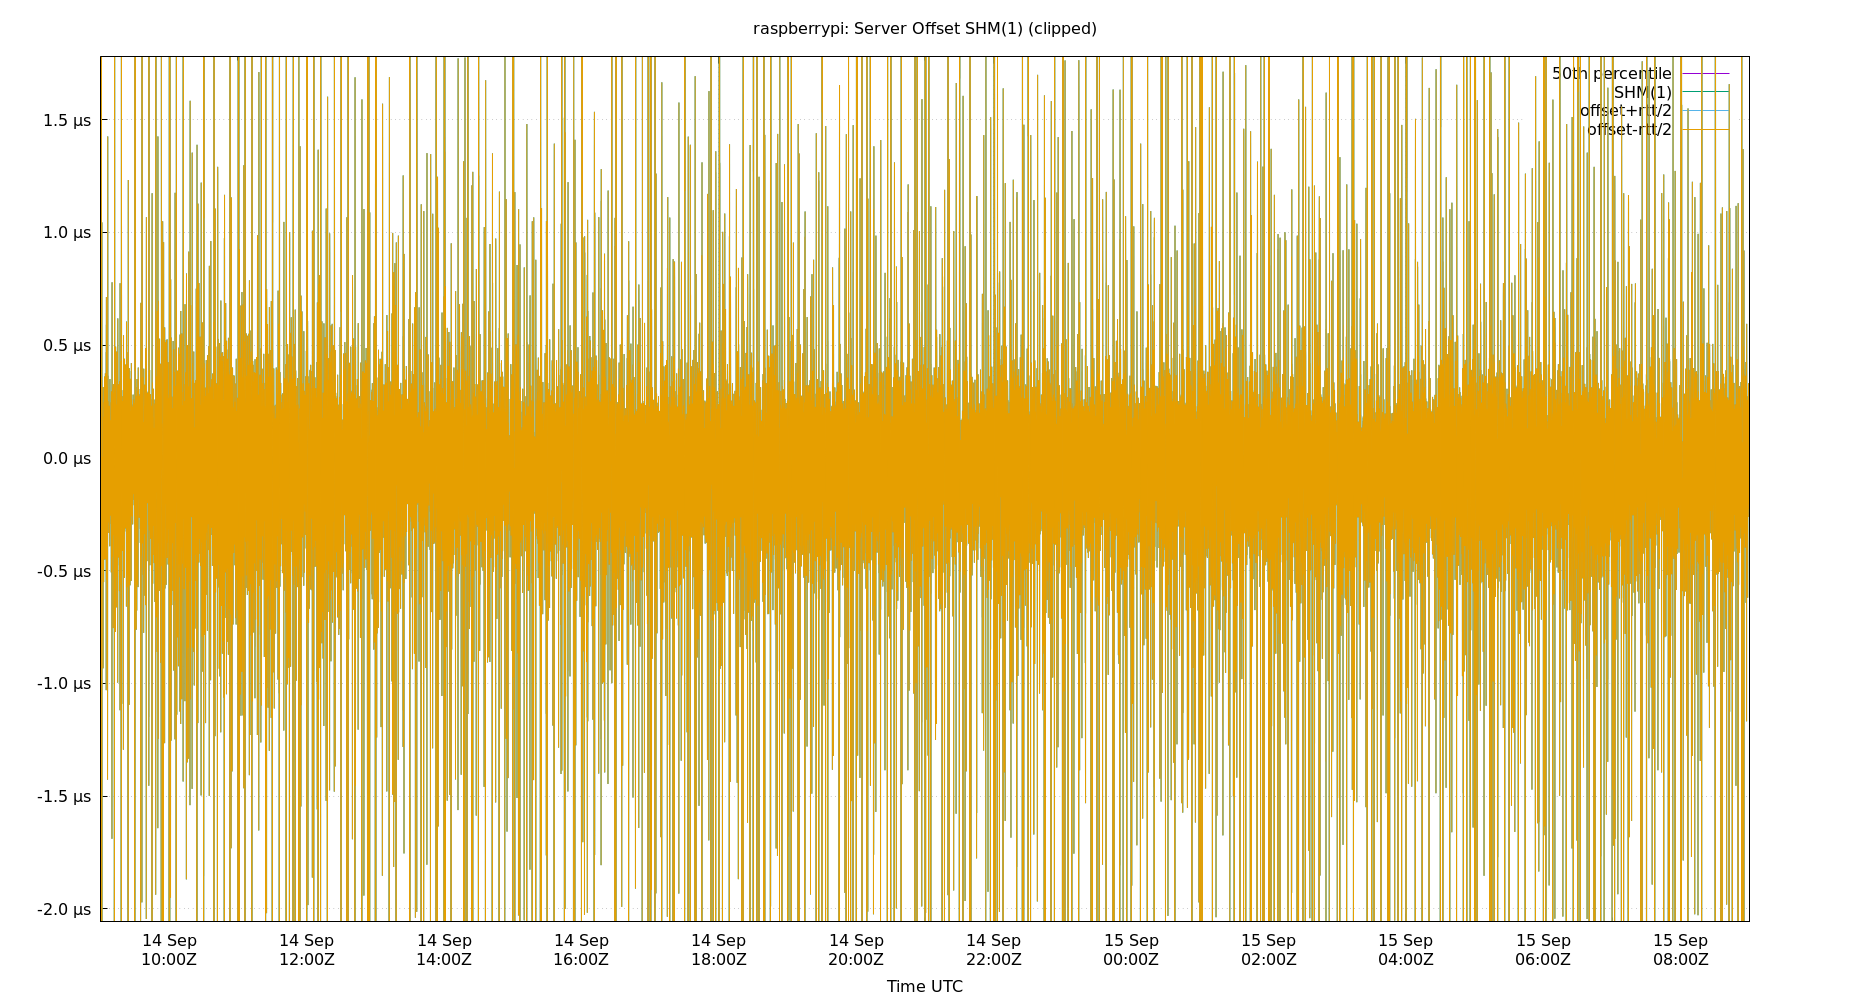 raspberrypi: Server Offset SHM(1) (clipped)
50th percentile
SHM(1)
offset+rtt/2
offset-rtt/2
1.5 µs
1.0 µs
0.5 µs
0.0 µs
-0.5 µs
-1.0 µs
-1.5 µs
-2.0 µs
14 Sep 14 Sep 14 Sep 14 Sep 14 Sep 14 Sep 14 Sep 15 Sep 15 Sep 15 Sep 15 Sep 15 Sep
10:00Z 12:00Z 14:00Z 16:00Z 18:00Z 20:00Z 22:00Z 00:00Z 02:00Z 04:00Z 06:00Z 08:00Z
Time UTC